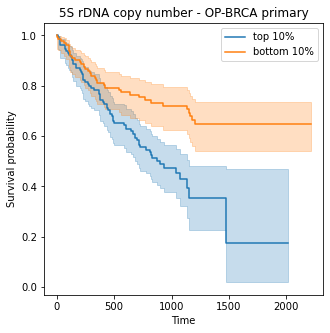 5S rDNA copy number - OP-BRCA primary
top 10%
bottom 10%
Survival probability
1.0
0.8
0.6
0.4
0.2
0.0
0
500
1000
1500
2000
Time